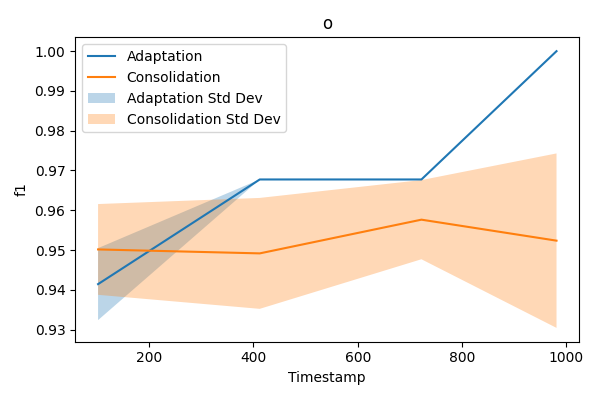 o
Adaptation
Consolidation
Adaptation Std Dev
Consolidation Std Dev
1.00
0.99
0.98
0.97
0.96
0.95
0.94
0.93
f1
200
400
600
800
1000
Timestamp